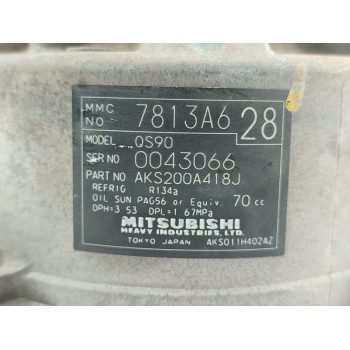 MMC NO 7813A6 28
MODEL QS90
SER NO 0043066
PART NO AKS200A418J
REFRIG R134a
OIL SUN PAG56 or Equiv. 70 cc
DPH=3 53 DPL=1 67MPa
MITSUBISHI
HEAVY INDUSTRIES, LTD.
TOKYO JAPAN AKS011H402AZ